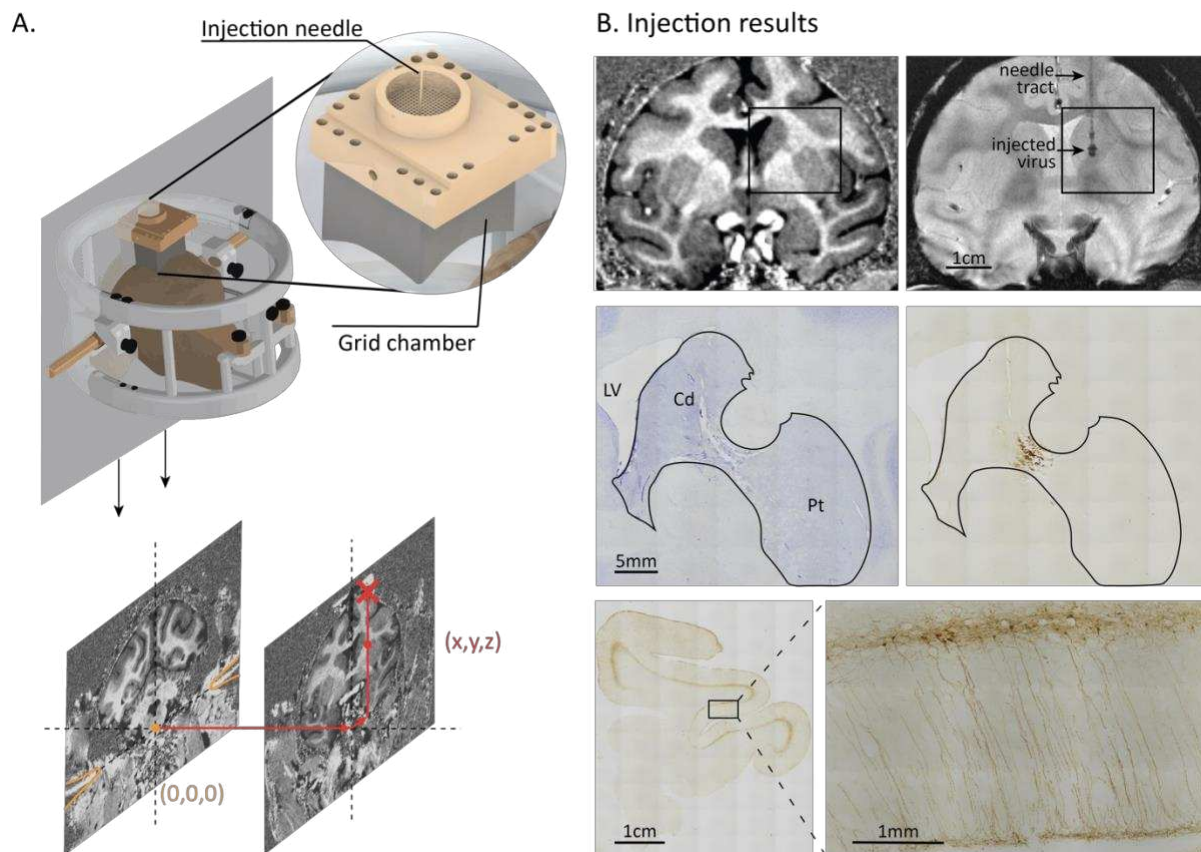 A.
Injection needle
Grid chamber
(x,y,z)
(0,0,0)
B. Injection results
needle
tract
injected
virus
1cm
LV
Cd
Pt
5mm
1cm
1mm